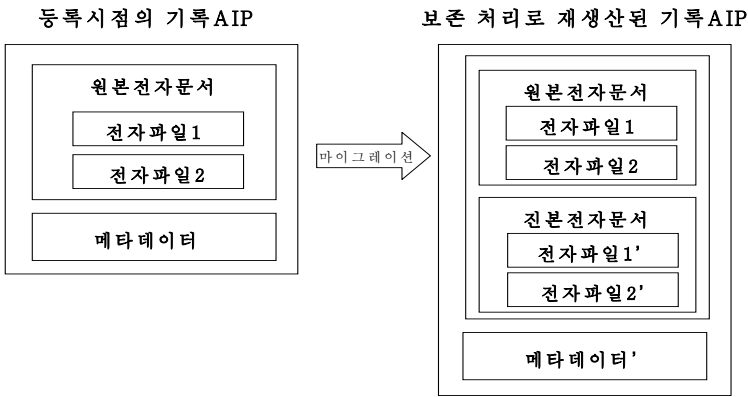 등록시점의 기록AIP
원본전자문서
전자파일1
전자파일2
메타데이터
마이그레이션
보존 처리로 재생산된 기록AIP
원본전자문서
전자파일1
전자파일2
진본전자문서
전자파일1'
전자파일2'
메타데이터'